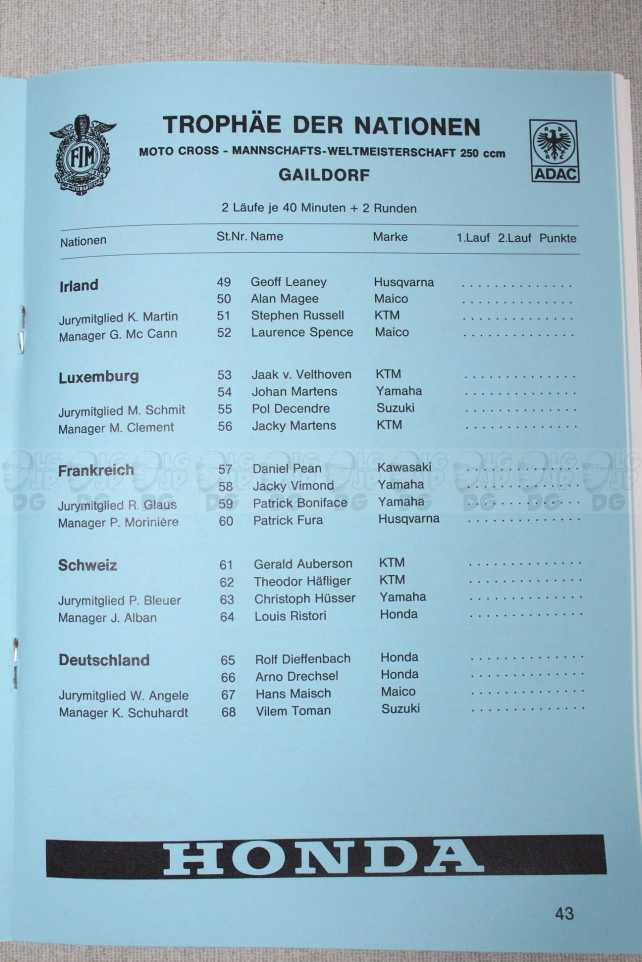 FIM
TROPHÄE DER NATIONEN
MOTO CROSS - MANNSCHAFTS-WELTMEISTERSCHAFT 250 ccm
GAILDORF
ADAC
2 Läufe je 40 Minuten + 2 Runden
Nationen St.Nr. Name Marke 1.Lauf 2.Lauf Punkte
Irland 49 Geoff Leaney Husqvarna
50 Alan Magee Maico
Jurymitglied K. Martin 51 Stephen Russell KTM
Manager G. Mc Cann 52 Laurence Spence Maico
Luxemburg 53 Jaak v. Velthoven KTM
54 Johan Martens Yamaha
Jurymitglied M. Schmit 55 Pol Decendre Suzuki
Manager M. Clement 56 Jacky Martens KTM
Frankreich 57 Daniel Pean Kawasaki
58 Jacky Vimond Yamaha
Jurymitglied R. Glaus 59 Patrick Boniface Yamaha
Manager P. Morinière 60 Patrick Fura Husqvarna
Schweiz 61 Gerald Auberson KTM
62 Theodor Häfliger KTM
Jurymitglied P. Bleuer 63 Christoph Hüsser Yamaha
Manager J. Alban 64 Louis Ristori Honda
Deutschland 65 Rolf Dieffenbach Honda
66 Arno Drechsel Honda
Jurymitglied W. Angele 67 Hans Maisch Maico
Manager K. Schuhardt 68 Vilem Toman Suzuki
HONDA
43